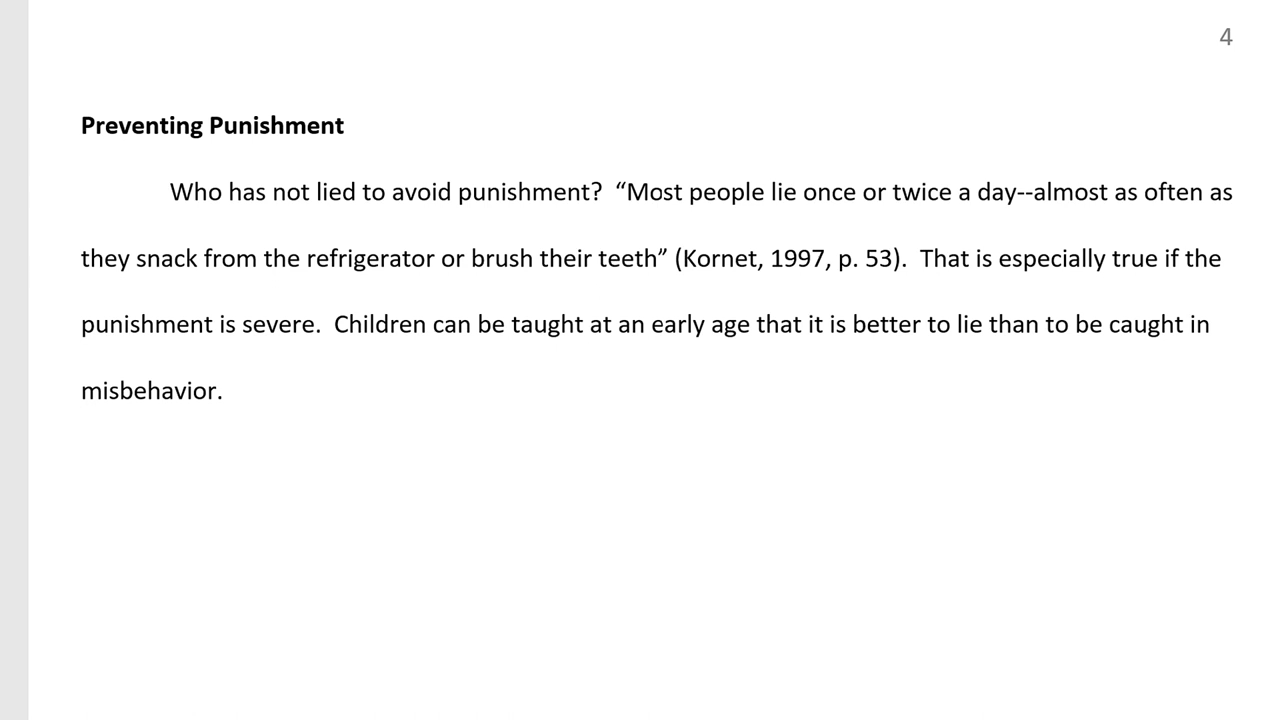 4
Preventing Punishment
Who has not lied to avoid punishment?  “Most people lie once or twice a day--almost as often as
they snack from the refrigerator or brush their teeth” (Kornet, 1997, p. 53).  That is especially true if the
punishment is severe.  Children can be taught at an early age that it is better to lie than to be caught in
misbehavior.